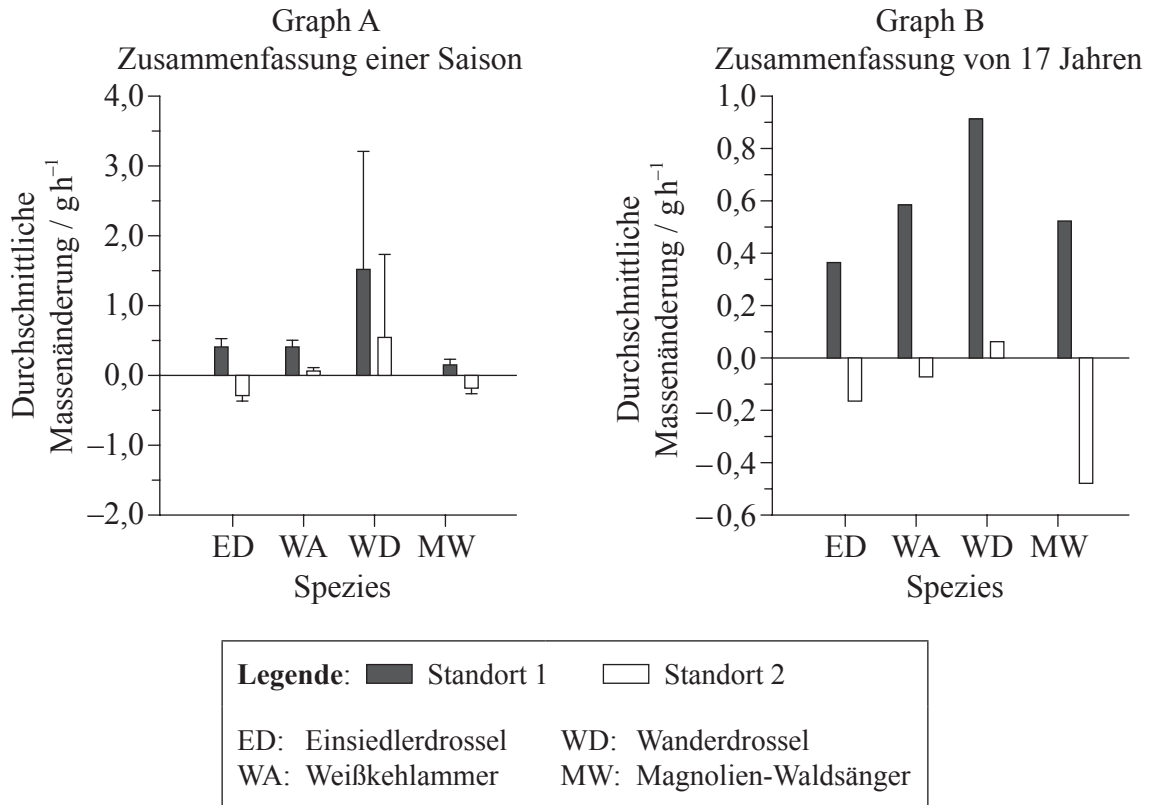 Graph A
Zusammenfassung einer Saison
Durchschnittliche
Massenänderung / g h⁻¹
4,0
3,0
2,0
1,0
0,0
–1,0
–2,0
ED WA WD MW
Spezies
Graph B
Zusammenfassung von 17 Jahren
Durchschnittliche
Massenänderung / g h⁻¹
1,0
0,8
0,6
0,4
0,2
0,0
–0,2
–0,4
–0,6
ED WA WD MW
Spezies
Legende: Standort 1 Standort 2
ED: Einsiedlerdrossel WD: Wanderdrossel
WA: Weißkehlammer MW: Magnolien-Waldsänger